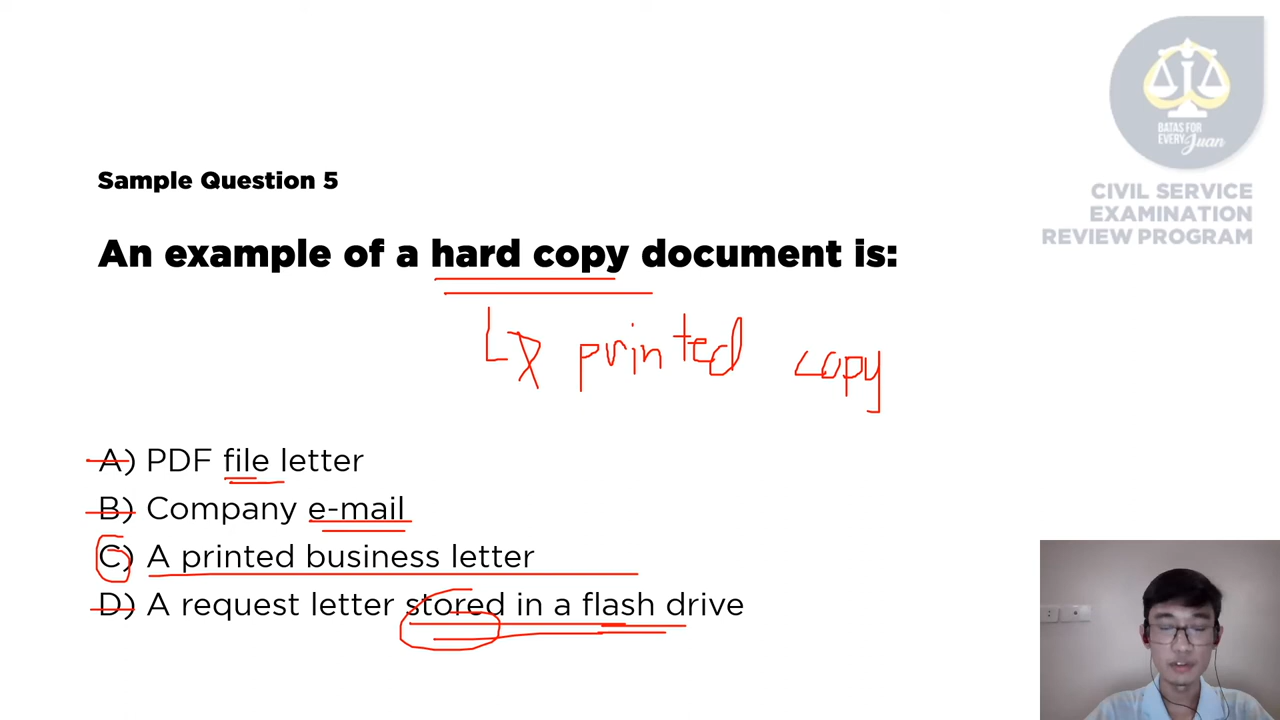 BATAS FOR
EVERY Juan
CIVIL SERVICE
EXAMINATION
REVIEW PROGRAM
Sample Question 5
An example of a hard copy document is:
printed copy
A) PDF file letter
B) Company e-mail
C) A printed business letter
D) A request letter stored in a flash drive